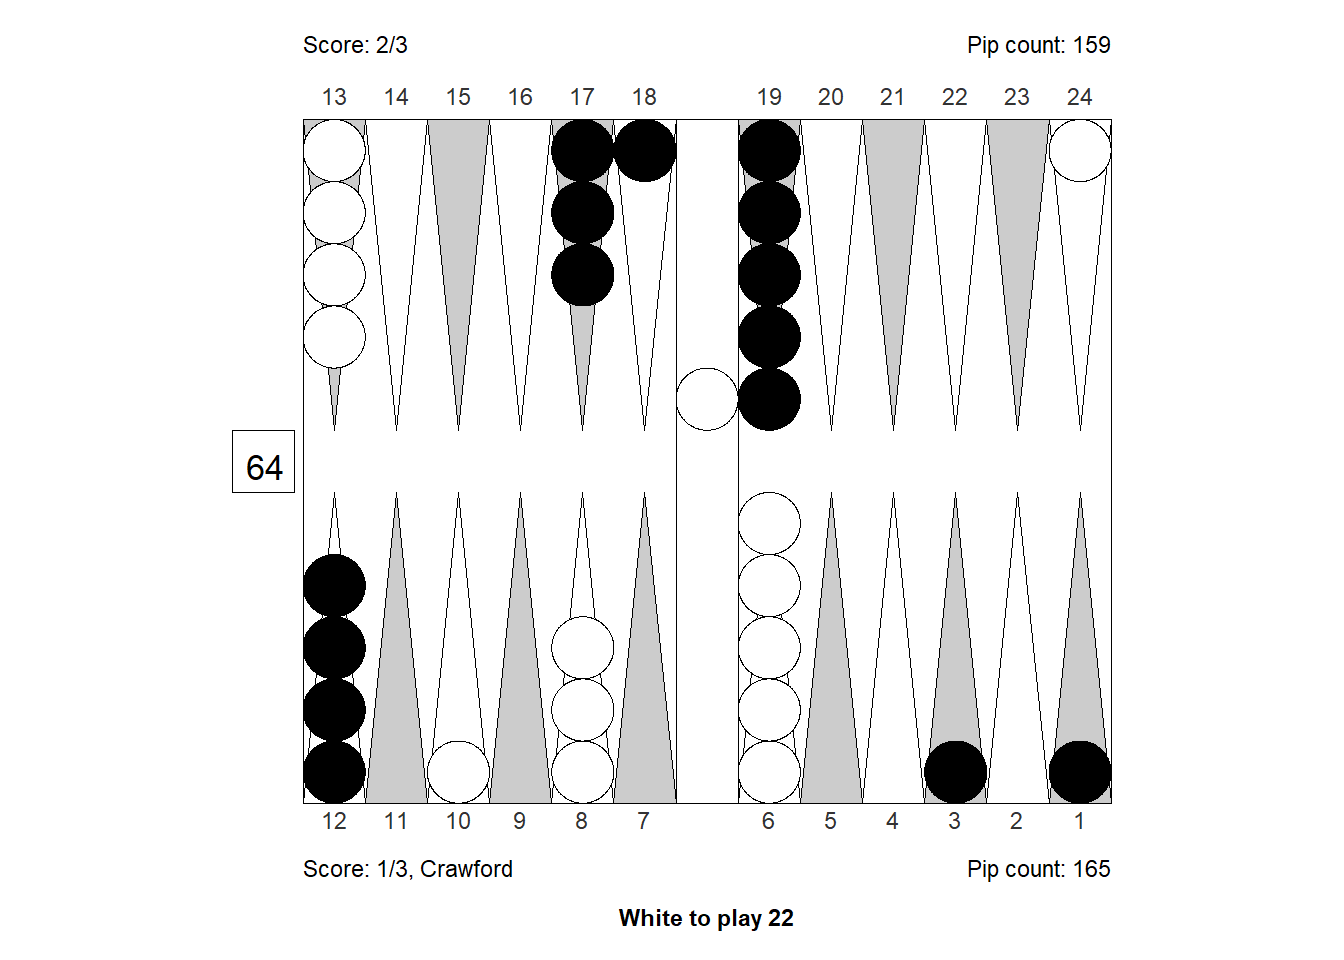 Score: 2/3 Pip count: 159
13 14 15 16 17 18 19 20 21 22 23 24
64
12 11 10 9 8 7 6 5 4 3 2 1
Score: 1/3, Crawford Pip count: 165
White to play 22